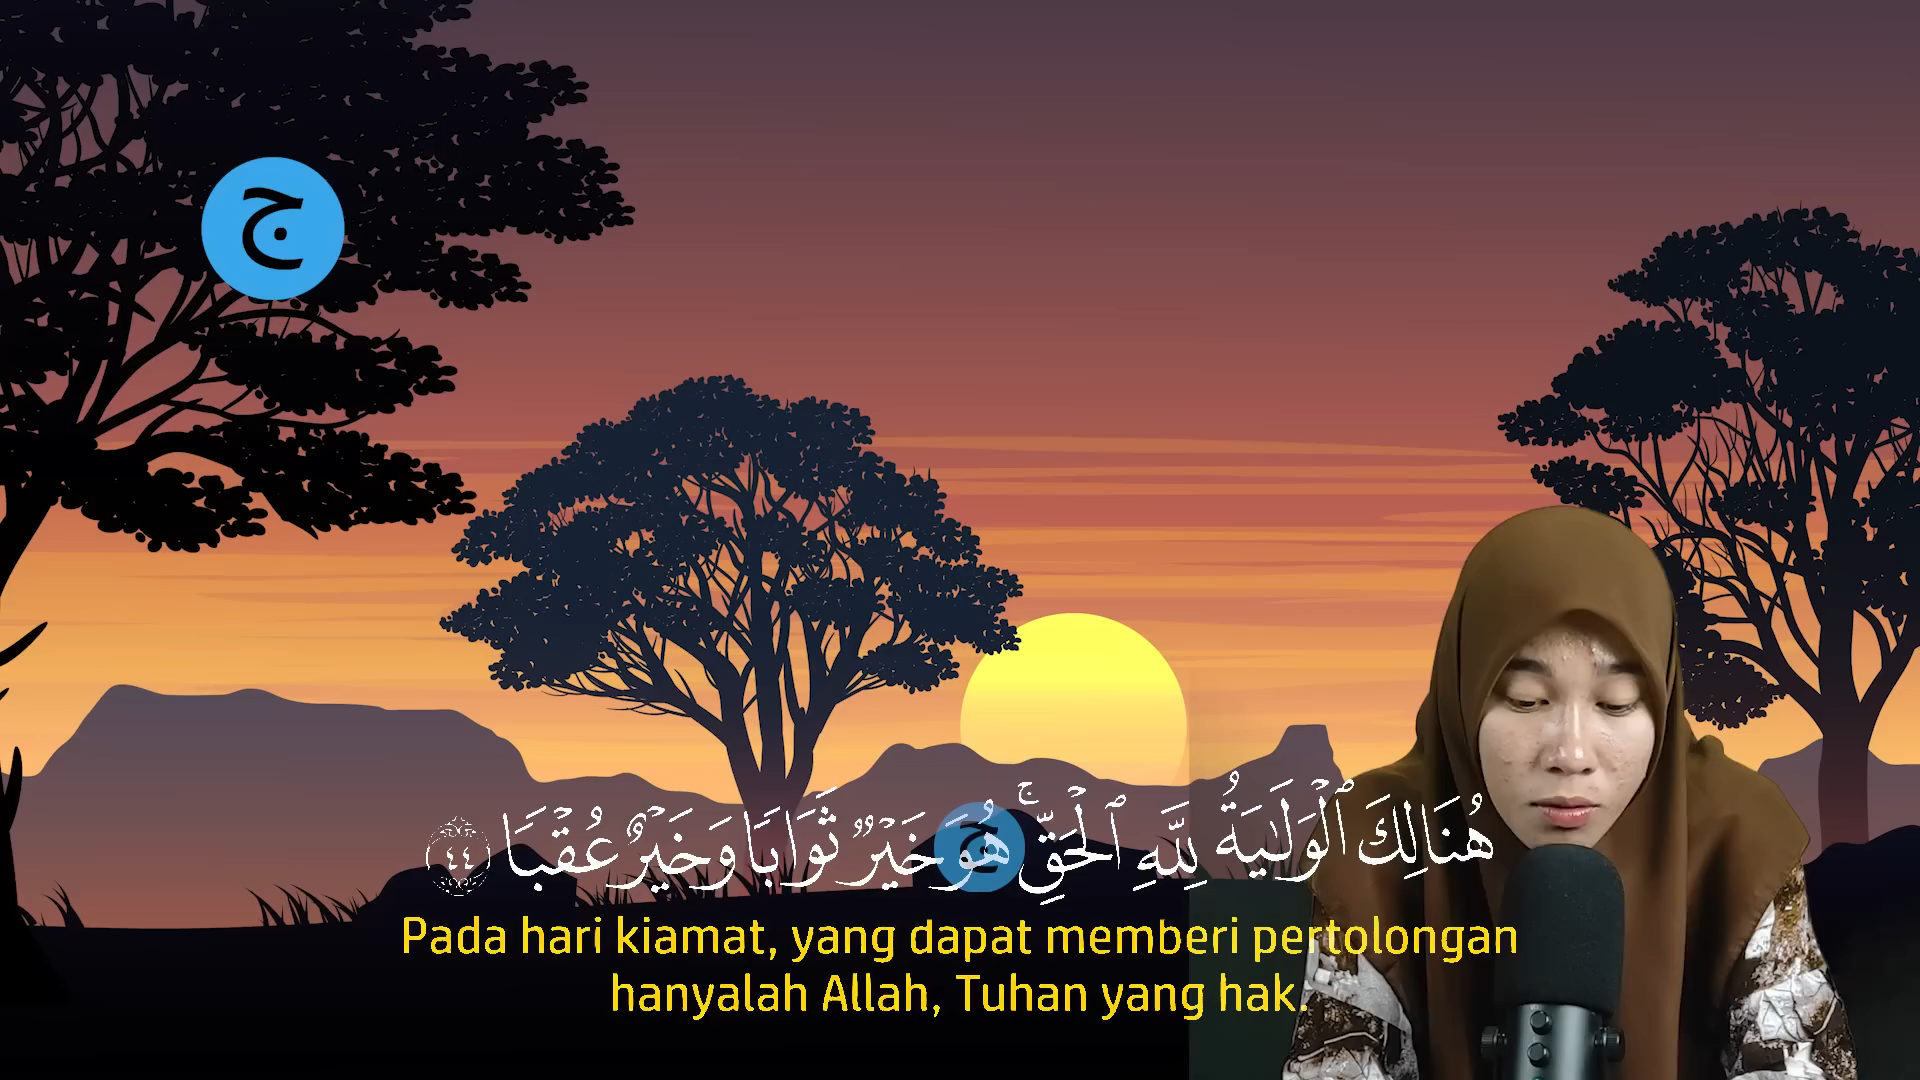 ج
هُنَالِكَ ٱلْوَلَٰيَةُ لِلَّهِ ٱلْحَقِّ ۚ هُوَ خَيْرٌ ثَوَابًا وَخَيْرٌ عُقْبًا ٤٤
ج
Pada hari kiamat, yang dapat memberi pertolongan
hanyalah Allah, Tuhan yang hak.